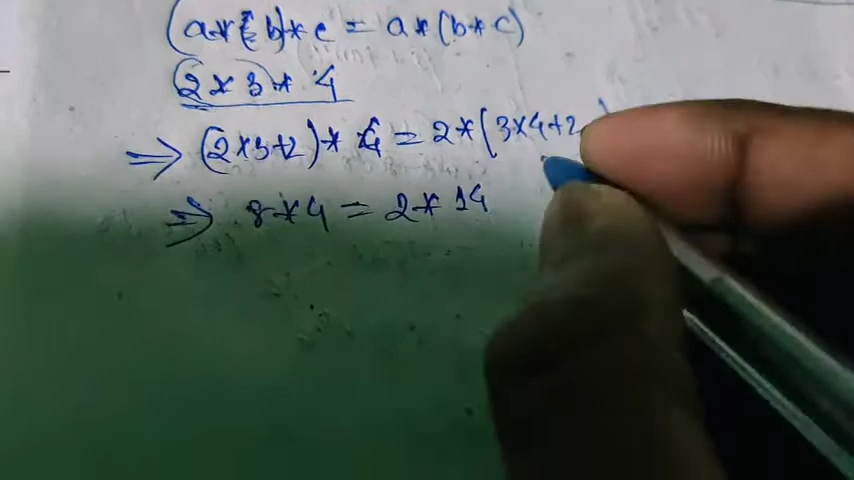 (a*b)*c = a*(b*c)
(2*3)*4
⇒ (2×3+2)*4 = 2*(3×4+2)
⇒ 8*4 = 2*14